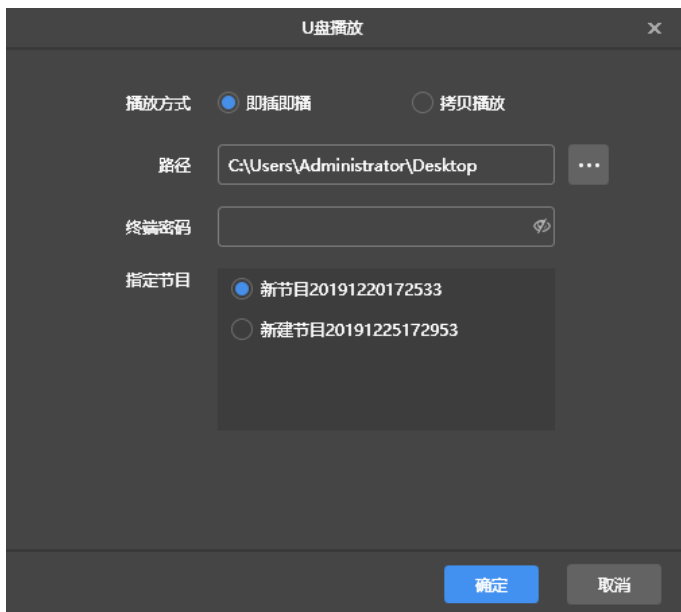 U盘播放
播放方式 即插即播 拷贝播放
路径 C:\Users\Administrator\Desktop ...
终端密码
指定节目
新节目20191220172533
新建节目20191225172953
确定 取消